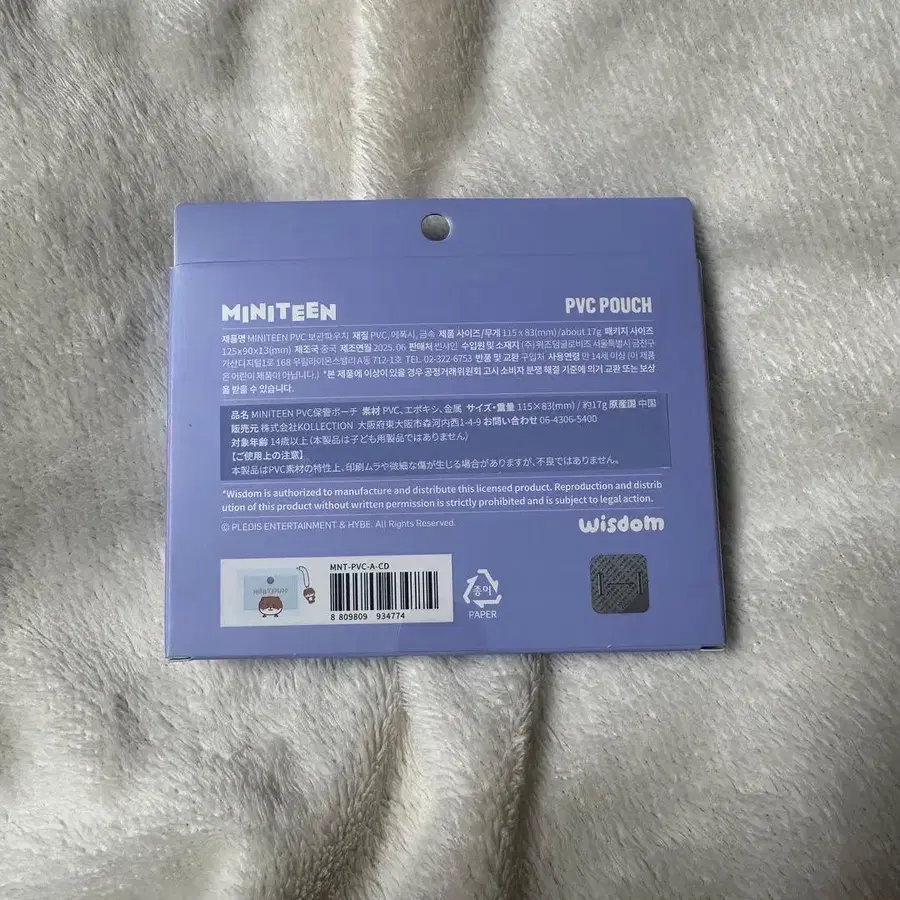 MINITEEN
PVC POUCH
제품명 MINITEEN PVC 보관파우치 재질 PVC, 에폭시, 금속 제품 사이즈/무게 115 x 83(mm) /about 17g 패키지 사이즈
125x90x13(mm) 제조국 중국 제조연월 2025. 06 판매처 썬샤인 수입원 및 소재지 (주)위즈덤글로비즈 서울특별시 금천구
가산디지털1로 168 우림라이온스밸리 A동 712-1호 TEL. 02-322-6753 반품 및 교환 구입처 사용연령 만 14세 이상 (이 제품
은 어린이 제품이 아닙니다.) *본 제품에 이상이 있을 경우 공정거래위원회 고시 소비자 분쟁 해결 기준에 의거 교환 또는 보상
을 받을 수 있습니다.
品名 MINITEEN PVC保管ポーチ 素材 PVC、エポキシ、金属 サイズ・重量 115×83(mm) / 約17g 原産国 中国
販売元 株式会社KOLLECTION 大阪府東大阪市森河内西1-4-9 お問い合わせ 06-4306-5400
対象年齢 14歳以上 (本製品は子ども用製品ではありません)
【ご使用上の注意】
本製品はPVC素材の特性上、印刷ムラや微細な傷が生じる場合がありますが、不良ではありません。
*Wisdom is authorized to manufacture and distribute this licensed product. Reproduction and distrib
ution of this product without written permission is strictly prohibited and is subject to legal action.
© PLEDIS ENTERTAINMENT & HYBE. All Rights Reserved.
wisdom
MNT-PVC-A-CD
MINITEEN
8 809809 934774
종이
PAPER